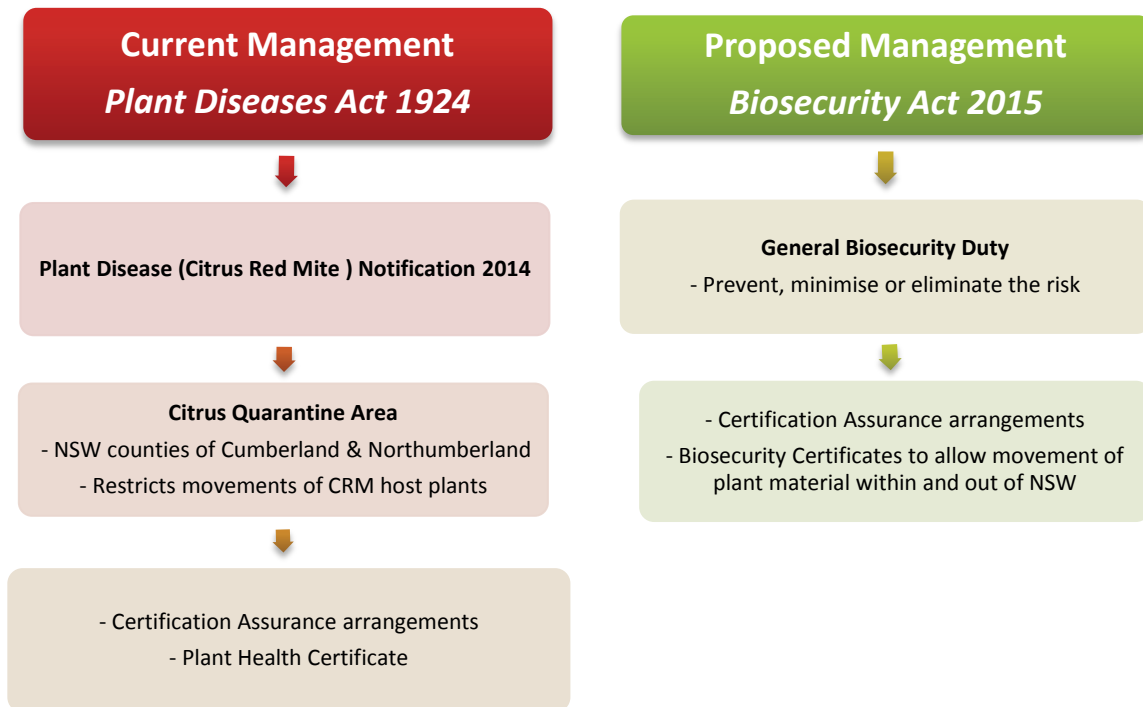 Current Management
Plant Diseases Act 1924
Plant Disease (Citrus Red Mite ) Notification 2014
Citrus Quarantine Area
- NSW counties of Cumberland & Northumberland
- Restricts movements of CRM host plants
- Certification Assurance arrangements
- Plant Health Certificate
Proposed Management
Biosecurity Act 2015
General Biosecurity Duty
- Prevent, minimise or eliminate the risk
- Certification Assurance arrangements
- Biosecurity Certificates to allow movement of
plant material within and out of NSW